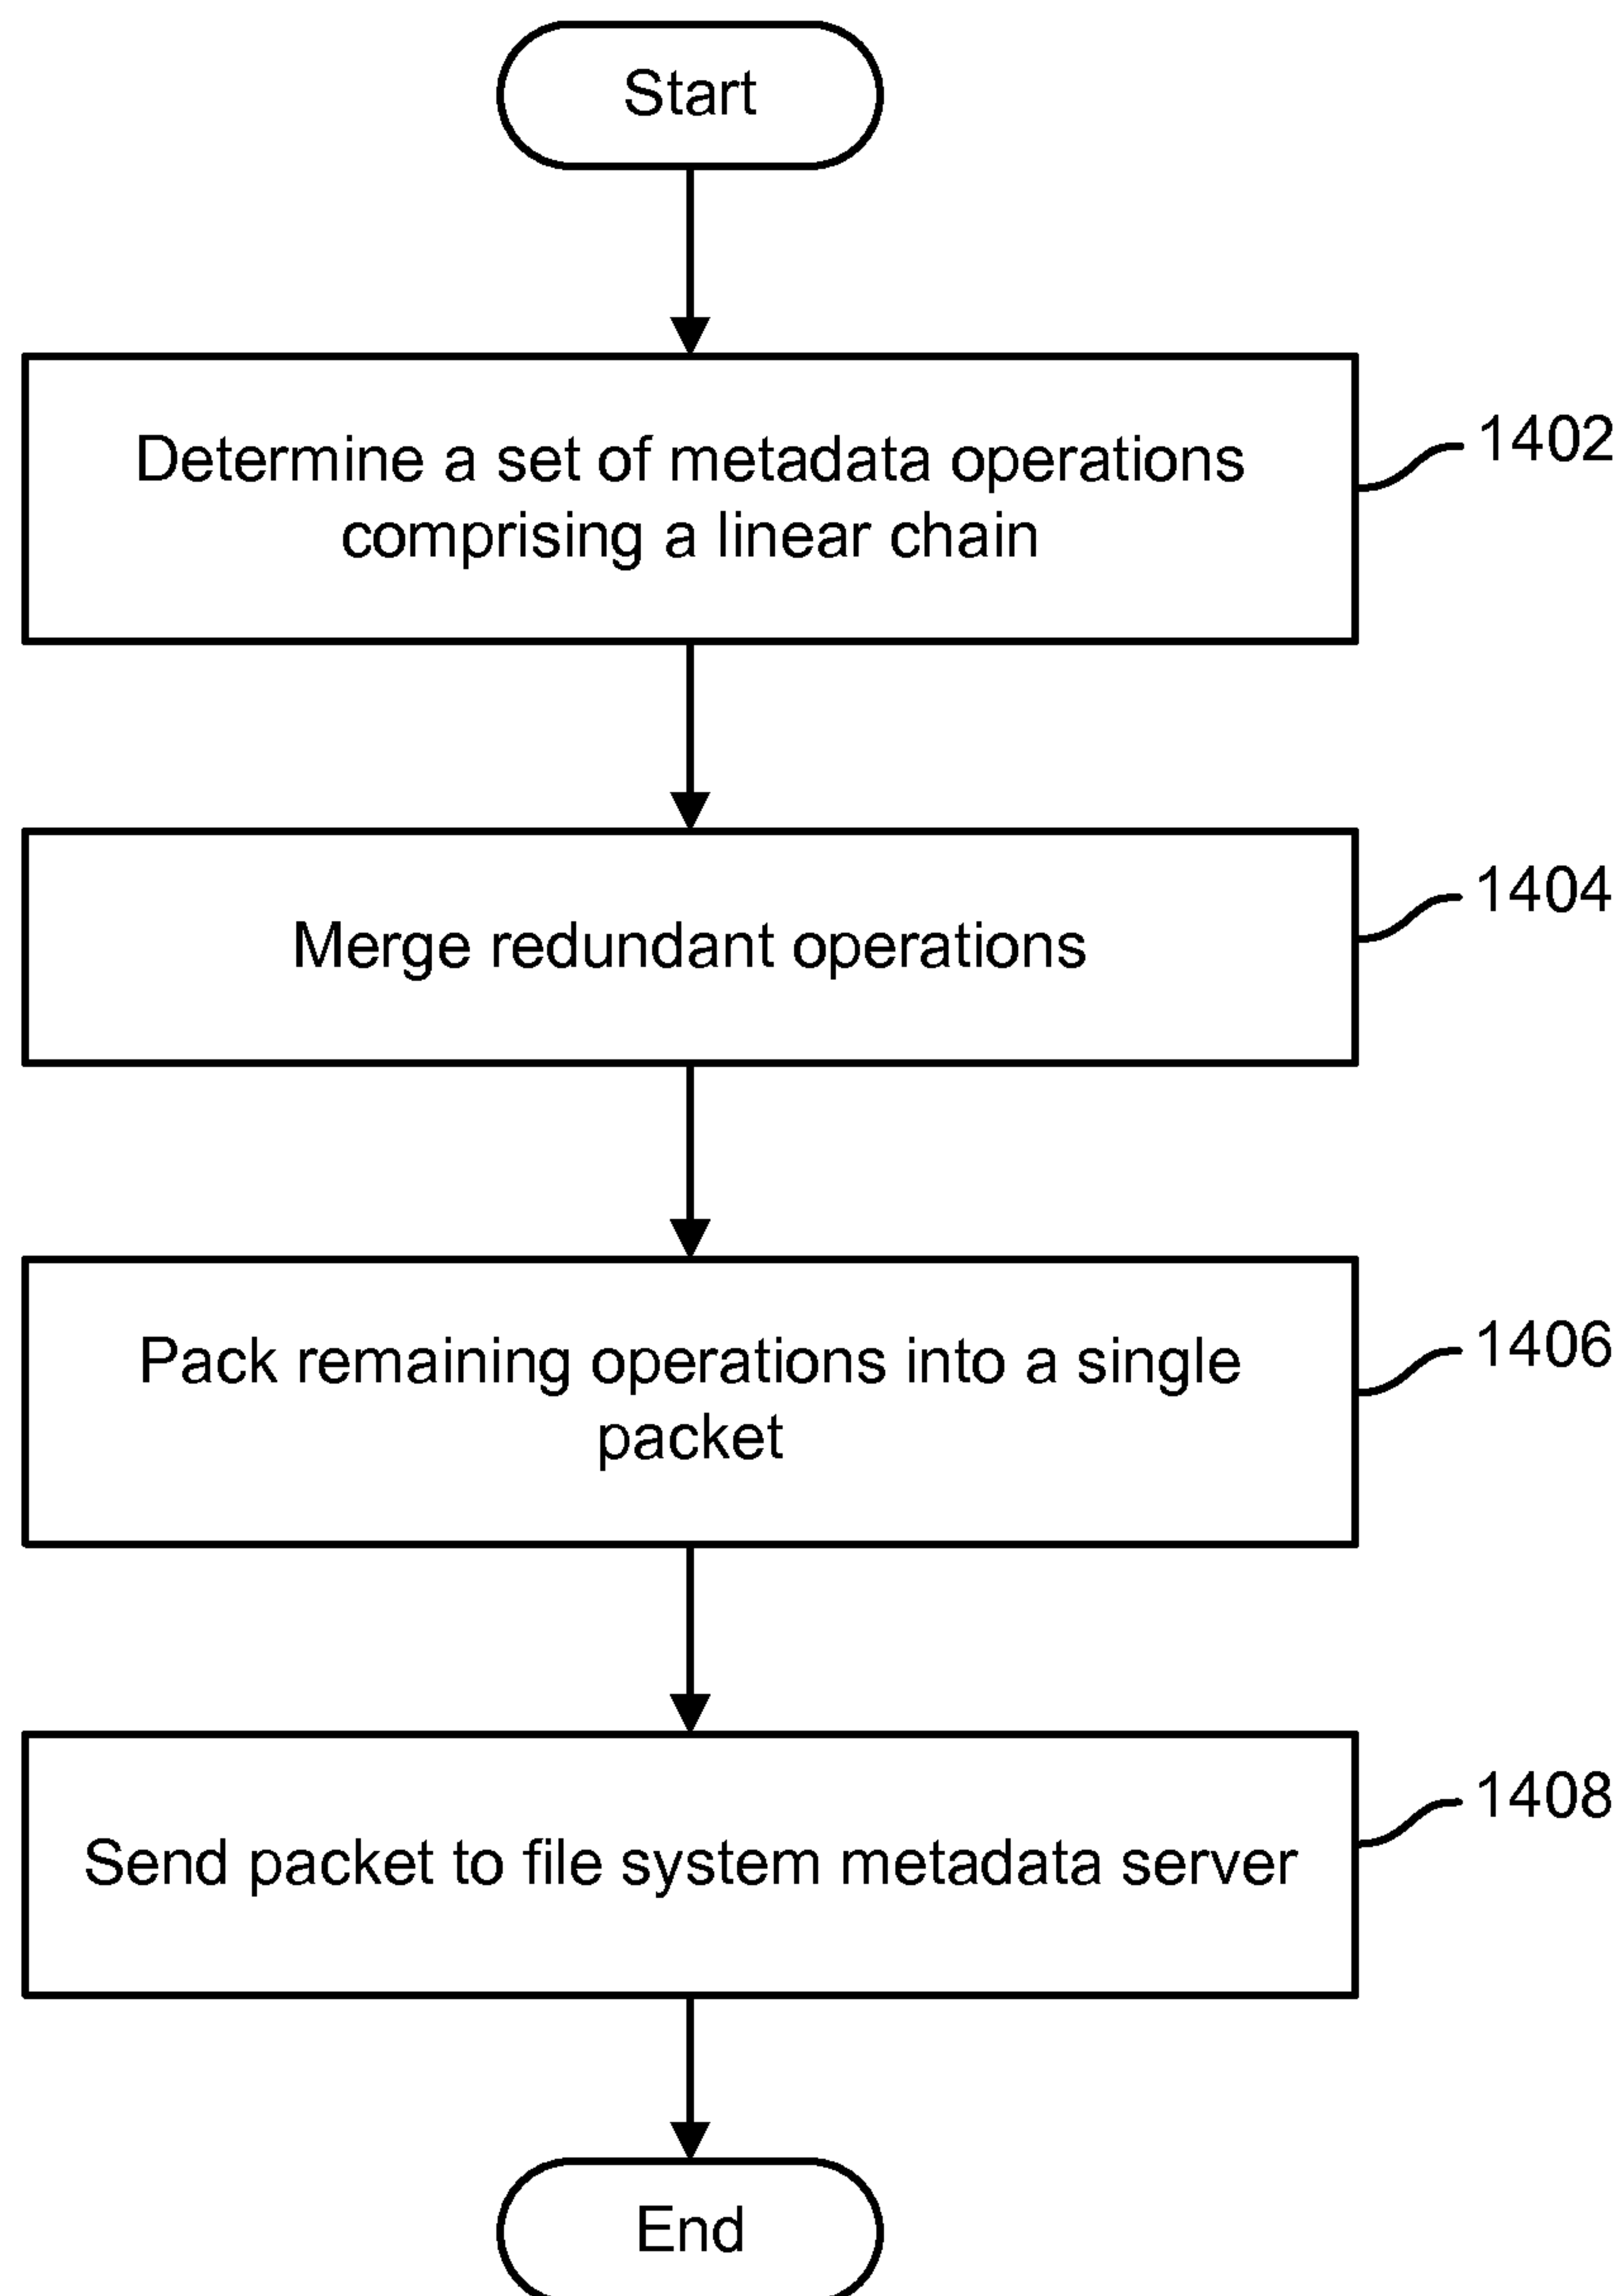 Start
Determine a set of metadata operations
comprising a linear chain
1402
Merge redundant operations
1404
Pack remaining operations into a single
packet
1406
Send packet to file system metadata server
1408
End